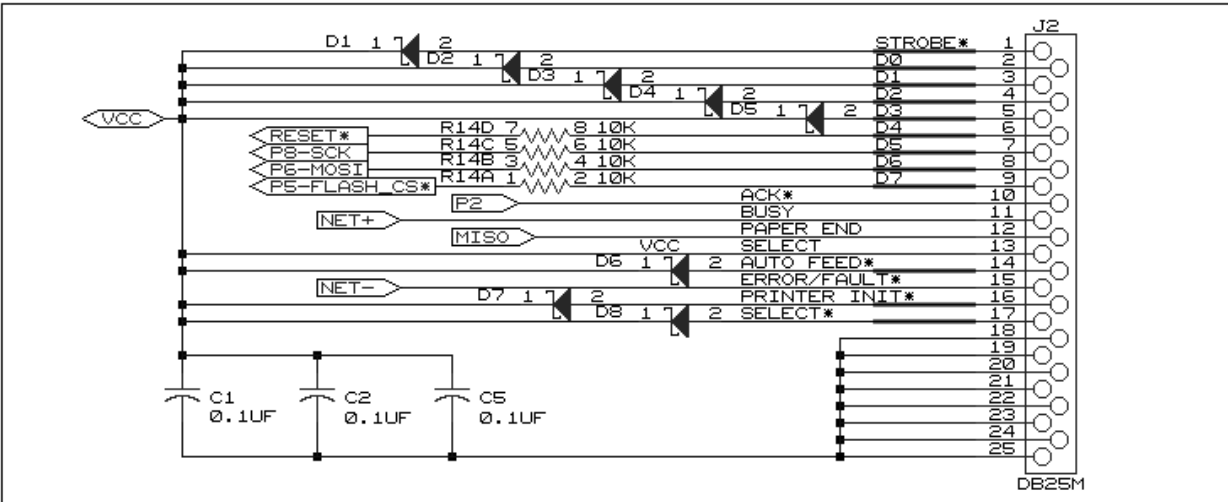 J2
D1 1 2 STROBE* 1
D2 1 2 D0 2
D3 1 2 D1 3
D4 1 2 D2 4
VCC D5 1 2 D3 5
RESET* R14D 7 8 10K D4 6
P8-SCK R14C 5 6 10K D5 7
P6-MOSI R14B 3 4 10K D6 8
P5-FLASH_CS* R14A 1 2 10K D7 9
P2 ACK* 10
NET+ BUSY 11
MISO PAPER END 12
VCC SELECT 13
D6 1 2 AUTO FEED* 14
NET- ERROR/FAULT* 15
D7 1 2 PRINTER INIT* 16
D8 1 2 SELECT* 17
18
19
20
21
22
23
24
25
C1 C2 C5
0.1UF 0.1UF 0.1UF
DB25M